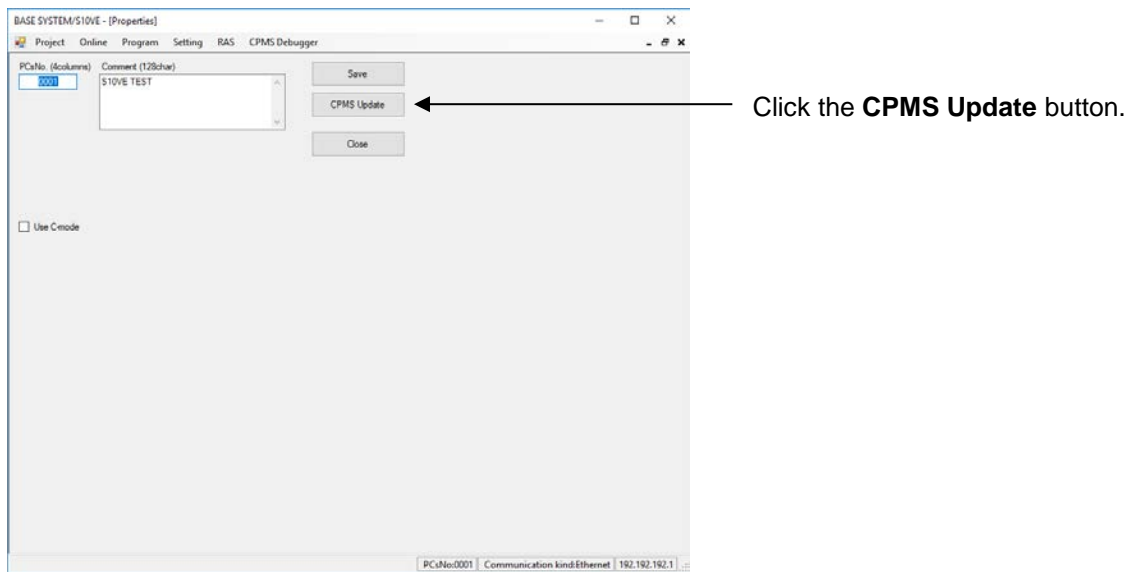 BASE SYSTEM/S10VE - [Properties]
Project Online Program Setting RAS CPMS Debugger
PCsNo. (4columns) Comment (128char)
0001 S10VE TEST
Save
CPMS Update
Click the CPMS Update button.
Close
Use C-mode
PCsNo:0001 Communication kind:Ethernet 192.192.192.1